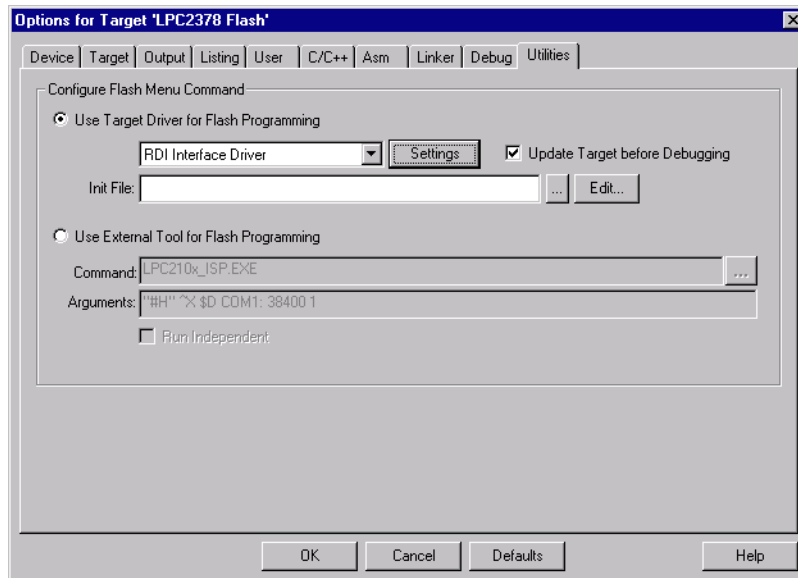 Options for Target 'LPC2378 Flash'
Device Target Output Listing User C/C++ Asm Linker Debug Utilities
Configure Flash Menu Command
Use Target Driver for Flash Programming
RDI Interface Driver Settings Update Target before Debugging
Init File: ... Edit...
Use External Tool for Flash Programming
Command: LPC210x_ISP.EXE ...
Arguments: "#H" ^X $D COM1: 38400 1
Run Independent
OK Cancel Defaults Help